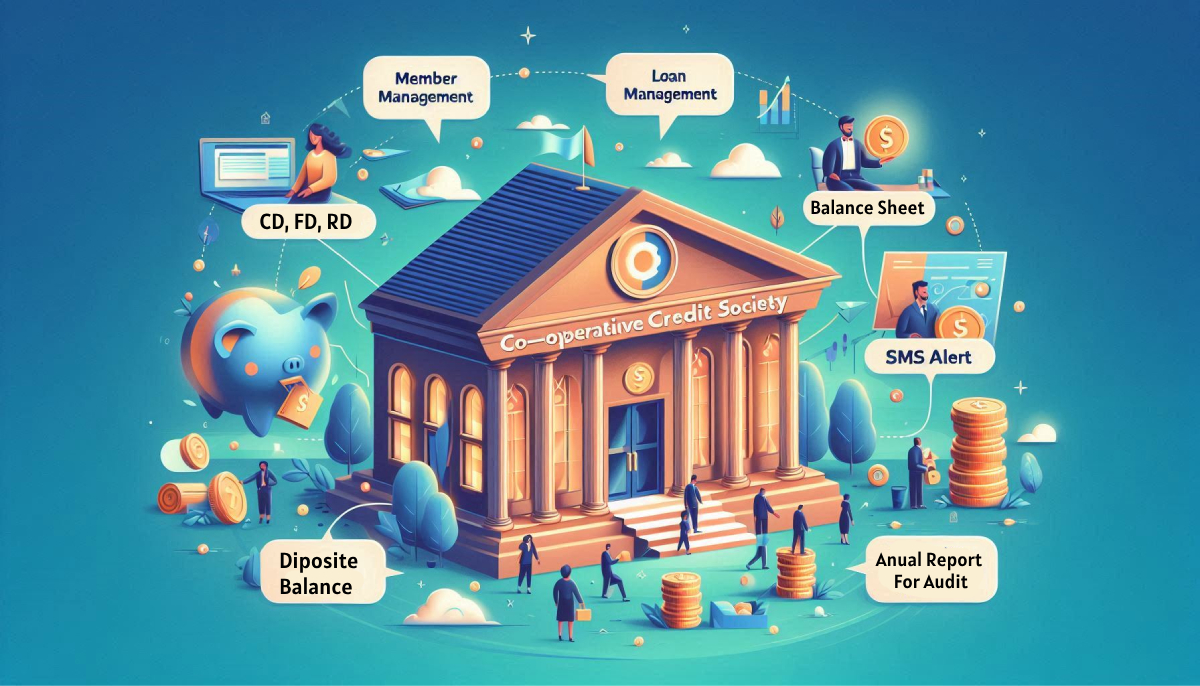 Member
Management
Loan
Management
CD, FD, RD
Balance Sheet
Co—operative Credit Society
SMS Alert
Diposite
Balance
Anual Report
For Audit